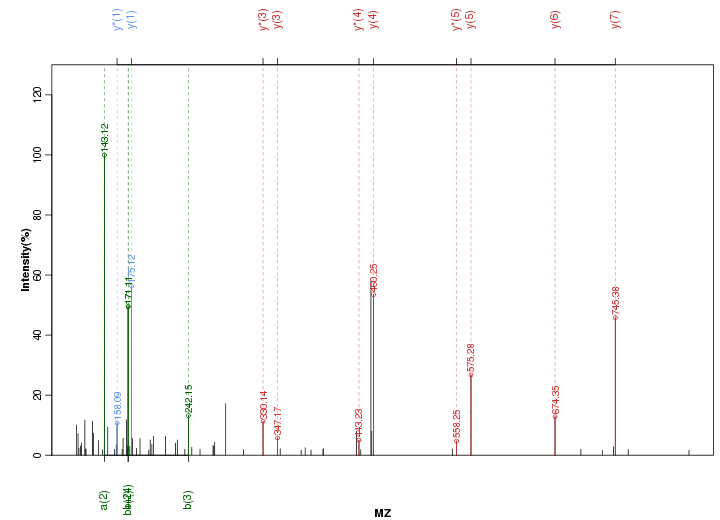 y*(1) y(1) y*(3) y(3) y*(4) y(4) y*(5) y(5) y(6) y(7)
Intensity(%)
0 20 40 60 80 100 120
143.12
158.09
171.11
175.12
242.15
330.14
347.17
443.23
460.25
558.25
575.28
674.35
745.38
a(2) b(3)
MZ